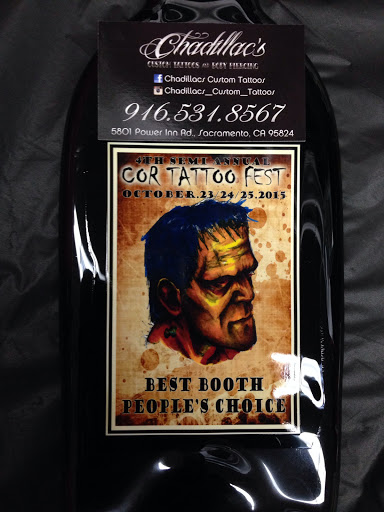 Chadillac's
CUSTOM TATTOOS and BODY PIERCING
Chadillacs Custom Tattoos
Chadillacs_Custom_Tattoos
916.531.8567
5801 Power Inn Rd., Sacramento, CA 95824
4TH SEMI ANNUAL
COR TATTOO FEST
OCTOBER.23/24/25.2015
BEST BOOTH
PEOPLE'S CHOICE